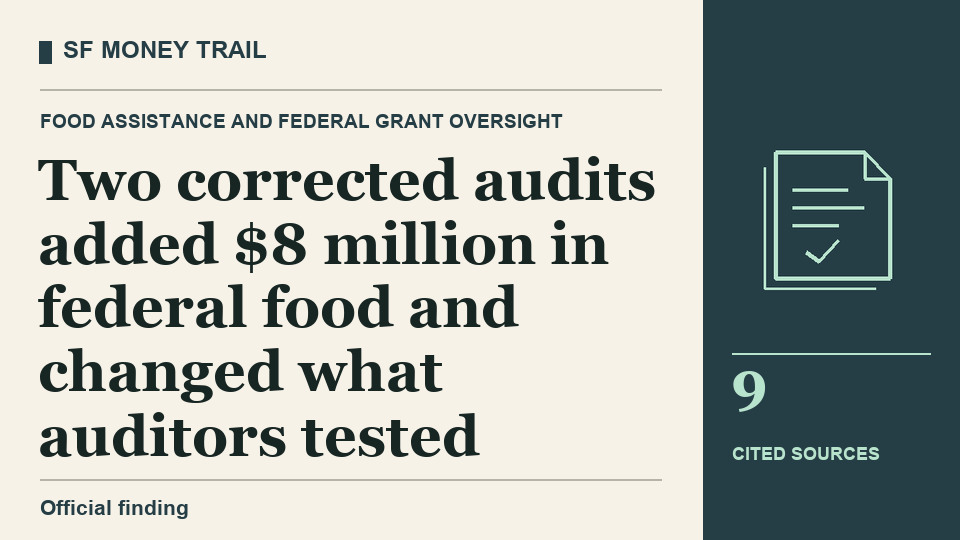 SF MONEY TRAIL
FOOD ASSISTANCE AND FEDERAL GRANT OVERSIGHT
Two corrected audits
added $8 million in
federal food and
changed what
auditors tested
Official finding
9
CITED SOURCES